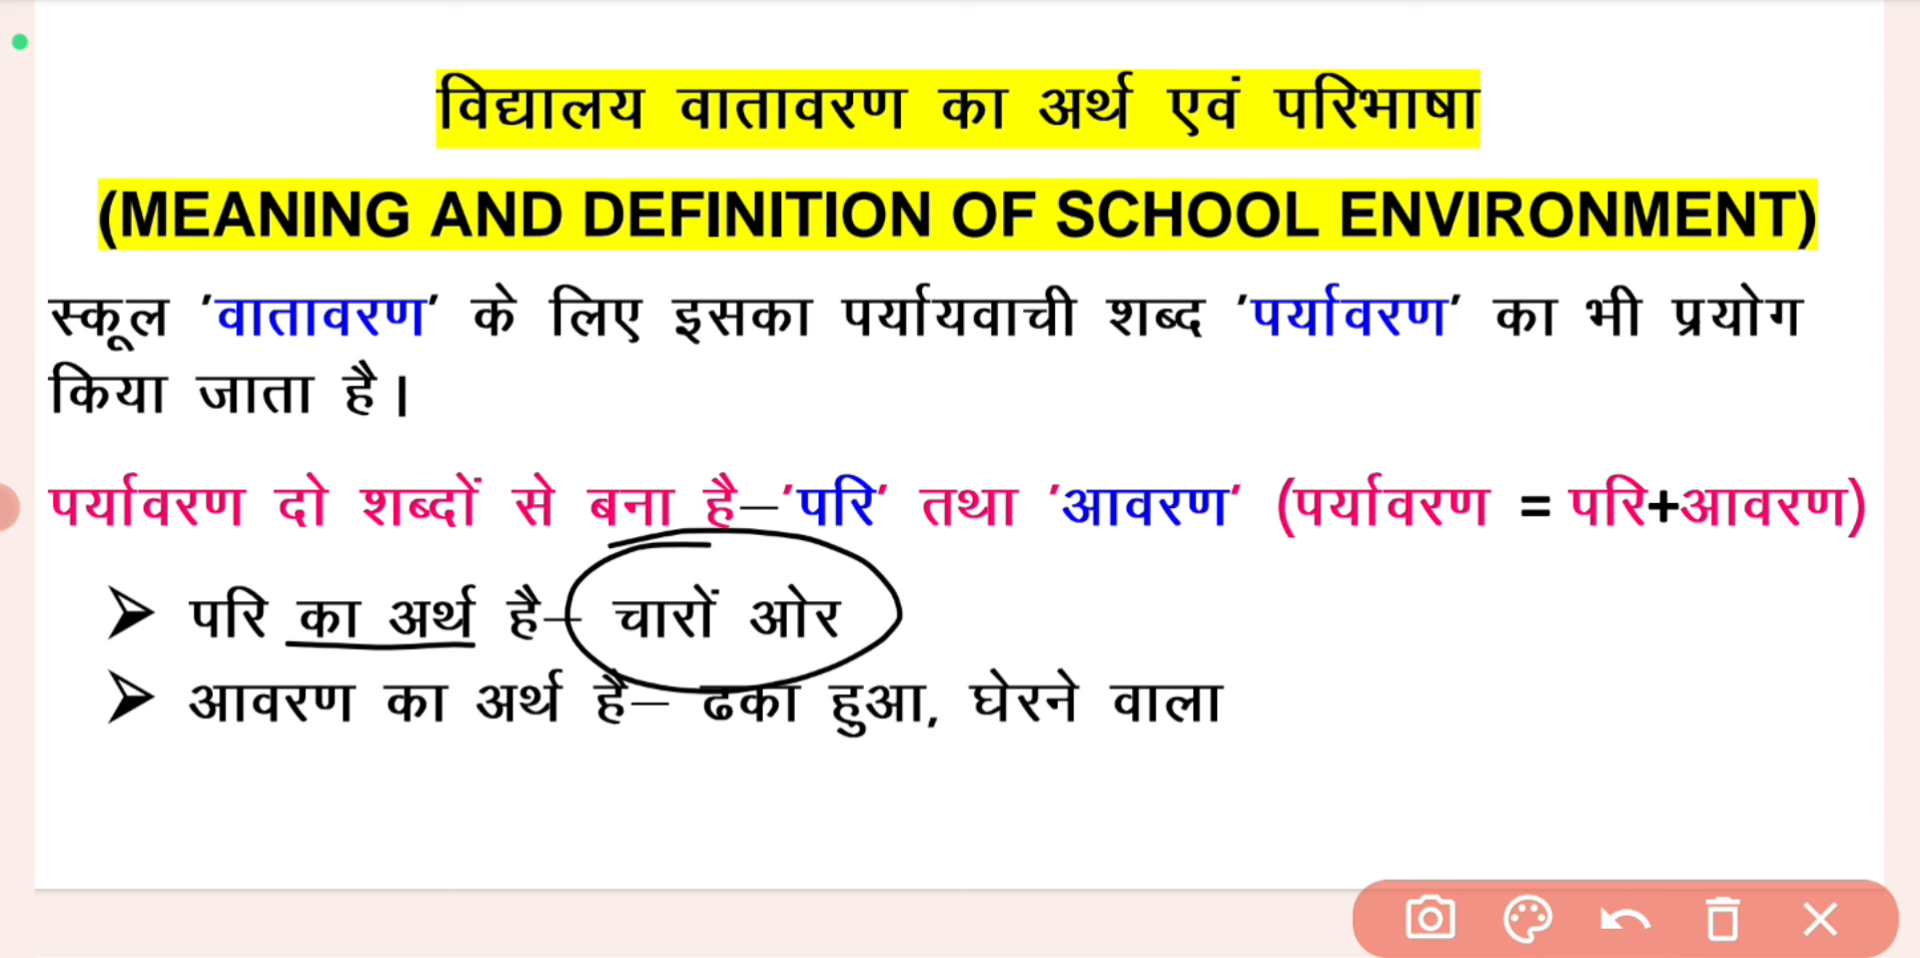 विद्यालय वातावरण का अर्थ एवं परिभाषा
(MEANING AND DEFINITION OF SCHOOL ENVIRONMENT)
स्कूल 'वातावरण' के लिए इसका पर्यायवाची शब्द 'पर्यावरण' का भी प्रयोग
किया जाता है।
पर्यावरण दो शब्दों से बना है–'परि' तथा 'आवरण' (पर्यावरण = परि+आवरण)
➢ परि का अर्थ है– चारों ओर
➢ आवरण का अर्थ है– ढका हुआ, घेरने वाला